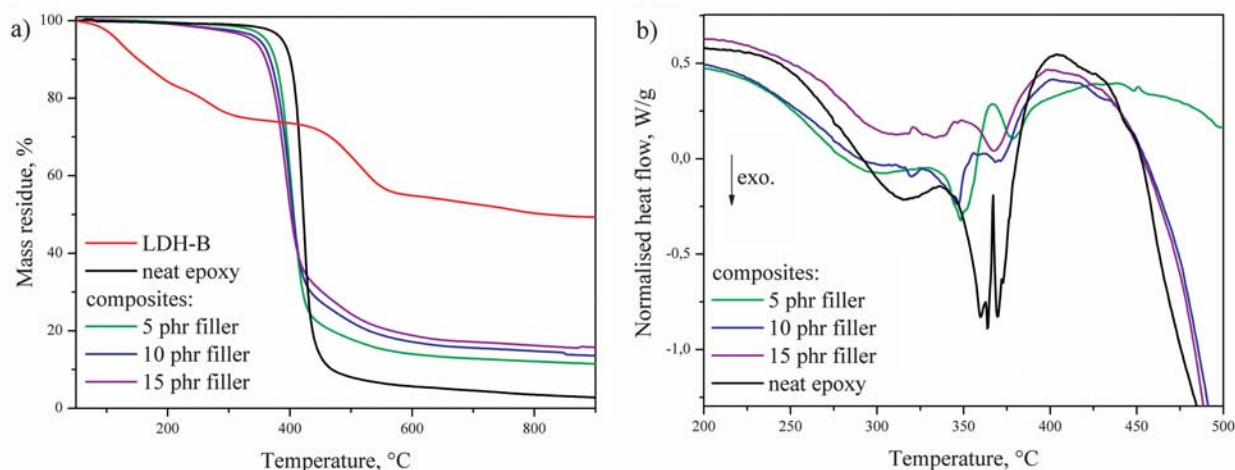 a)
Mass residue, %
100
80
60
40
20
0
LDH-B
neat epoxy
composites:
5 phr filler
10 phr filler
15 phr filler
200
400
600
800
Temperature, °C
b)
Normalised heat flow, W/g
0,5
0,0
-0,5
-1,0
exo.
composites:
5 phr filler
10 phr filler
15 phr filler
neat epoxy
200
250
300
350
400
450
500
Temperature, °C